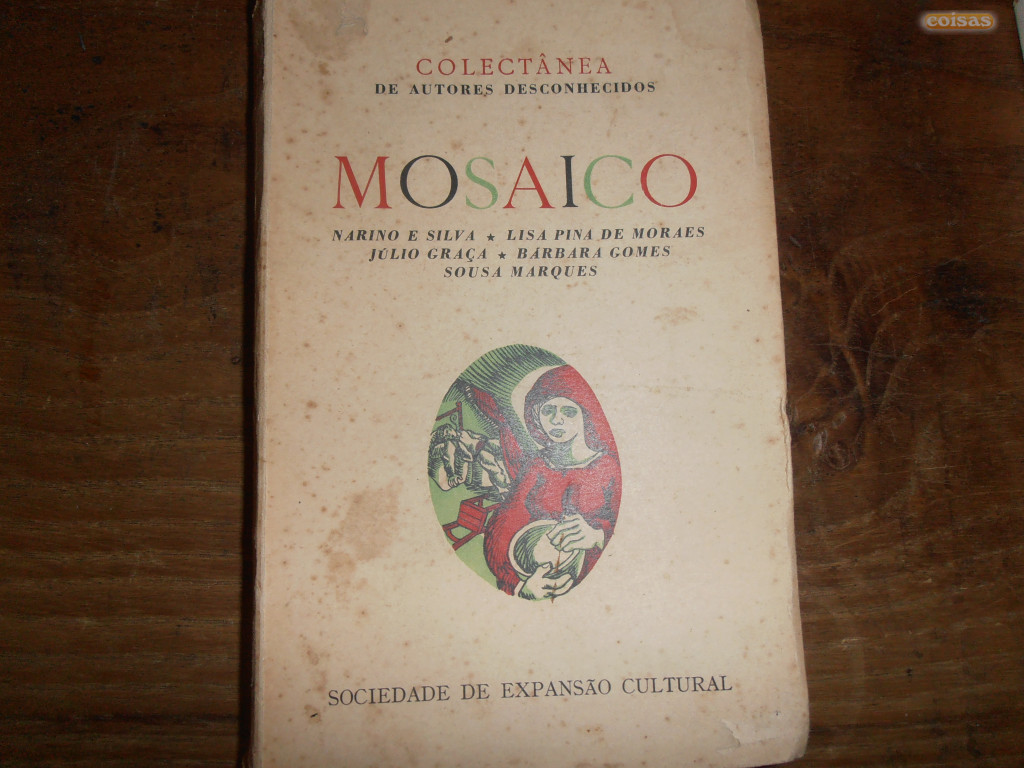 coisas
COLECTÂNEA
DE AUTORES DESCONHECIDOS
MOSAICO
NARINO E SILVA ★ LISA PINA DE MORAES
JÚLIO GRAÇA ★ BÁRBARA GOMES
SOUSA MARQUES
SOCIEDADE DE EXPANSÃO CULTURAL